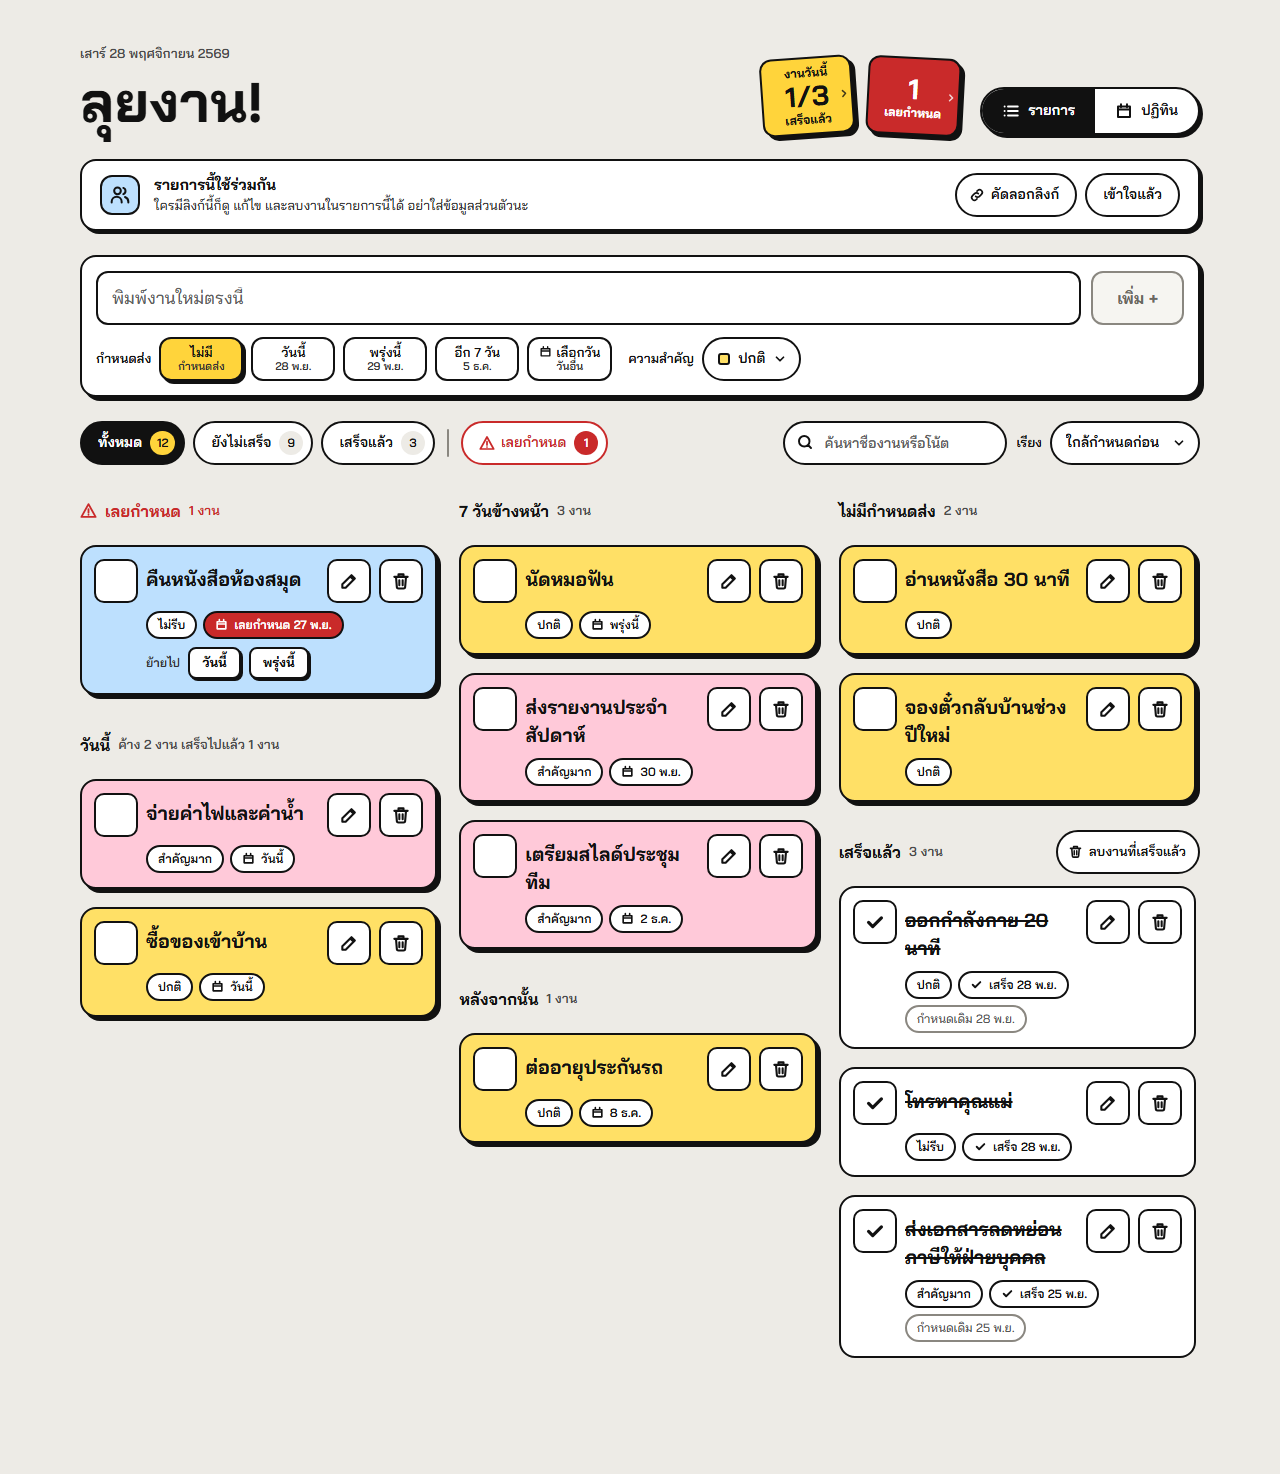 เสาร์ 28 พฤศจิกายน 2569
ลุยงาน!
งานวันนี้
1/3
เสร็จแล้ว
1
เลยกำหนด
รายการ
ปฏิทิน
รายการนี้ใช้ร่วมกัน
ใครมีลิงก์นี้ก็ดู แก้ไข และลบงานในรายการนี้ได้ อย่าใส่ข้อมูลส่วนตัวนะ
คัดลอกลิงก์
เข้าใจแล้ว
พิมพ์งานใหม่ตรงนี้
เพิ่ม +
กำหนดส่ง
ไม่มี
กำหนดส่ง
วันนี้
28 พ.ย.
พรุ่งนี้
29 พ.ย.
อีก 7 วัน
5 ธ.ค.
เลือกวัน
วันอื่น
ความสำคัญ
ปกติ
ทั้งหมด 12
ยังไม่เสร็จ 9
เสร็จแล้ว 3
เลยกำหนด 1
ค้นหาชื่องานหรือโน้ต
เรียง
ใกล้กำหนดก่อน
เลยกำหนด 1 งาน
คืนหนังสือห้องสมุด
ไม่รีบ
เลยกำหนด 27 พ.ย.
ย้ายไป วันนี้ พรุ่งนี้
วันนี้ ค้าง 2 งาน เสร็จไปแล้ว 1 งาน
จ่ายค่าไฟและค่าน้ำ
สำคัญมาก วันนี้
ซื้อของเข้าบ้าน
ปกติ วันนี้
7 วันข้างหน้า 3 งาน
นัดหมอฟัน
ปกติ พรุ่งนี้
ส่งรายงานประจำ
สัปดาห์
สำคัญมาก 30 พ.ย.
เตรียมสไลด์ประชุม
ทีม
สำคัญมาก 2 ธ.ค.
หลังจากนั้น 1 งาน
ต่ออายุประกันรถ
ปกติ 8 ธ.ค.
ไม่มีกำหนดส่ง 2 งาน
อ่านหนังสือ 30 นาที
ปกติ
จองตั๋วกลับบ้านช่วง
ปีใหม่
ปกติ
เสร็จแล้ว 3 งาน
ลบงานที่เสร็จแล้ว
ออกกำลังกาย 20
นาที
ปกติ เสร็จ 28 พ.ย.
กำหนดเดิม 28 พ.ย.
โทรหาคุณแม่
ไม่รีบ เสร็จ 28 พ.ย.
ส่งเอกสารลดหย่อน
ภาษีให้ฝ่ายบุคคล
สำคัญมาก เสร็จ 25 พ.ย.
กำหนดเดิม 25 พ.ย.